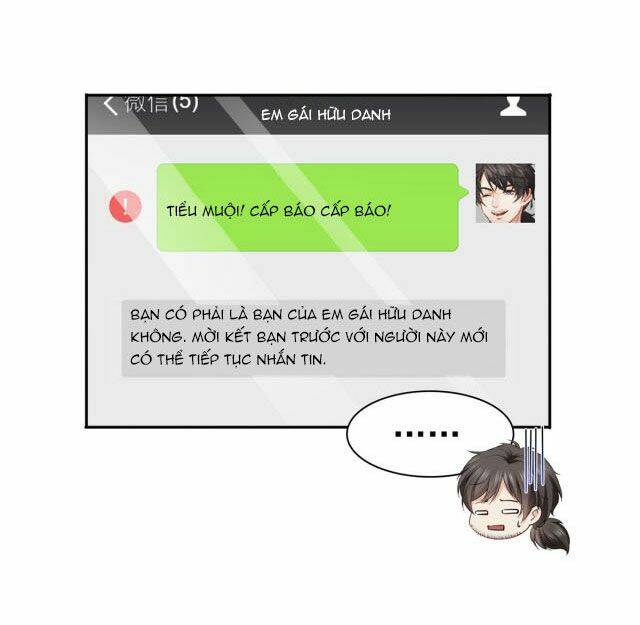 微信(5)
EM GÁI HỮU DANH
!
TIỂU MUỘI! CẤP BÁO CẤP BÁO!
BẠN CÓ PHẢI LÀ BẠN CỦA EM GÁI HỮU DANH
KHÔNG. MỜI KẾT BẠN TRƯỚC VỚI NGƯỜI NÀY MỚI
CÓ THỂ TIẾP TỤC NHẮN TIN.
......